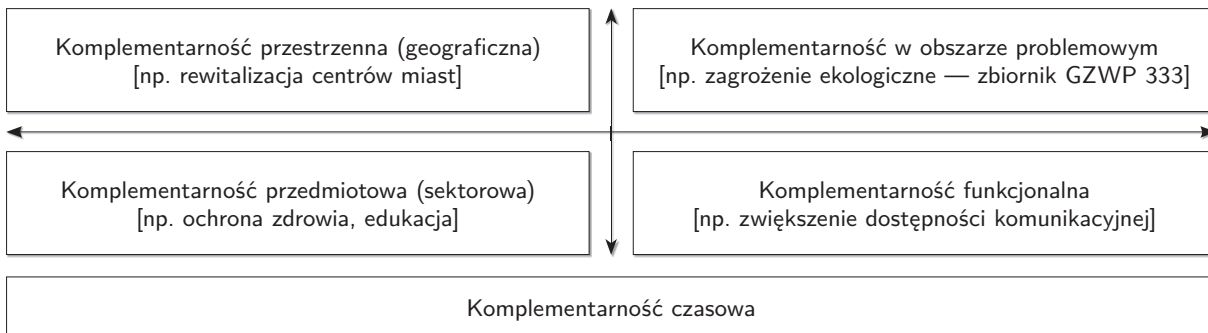 Komplementarność przestrzenna (geograficzna)
[np. rewitalizacja centrów miast]
Komplementarność w obszarze problemowym
[np. zagrożenie ekologiczne — zbiornik GZWP 333]
Komplementarność przedmiotowa (sektorowa)
[np. ochrona zdrowia, edukacja]
Komplementarność funkcjonalna
[np. zwiększenie dostępności komunikacyjnej]
Komplementarność czasowa